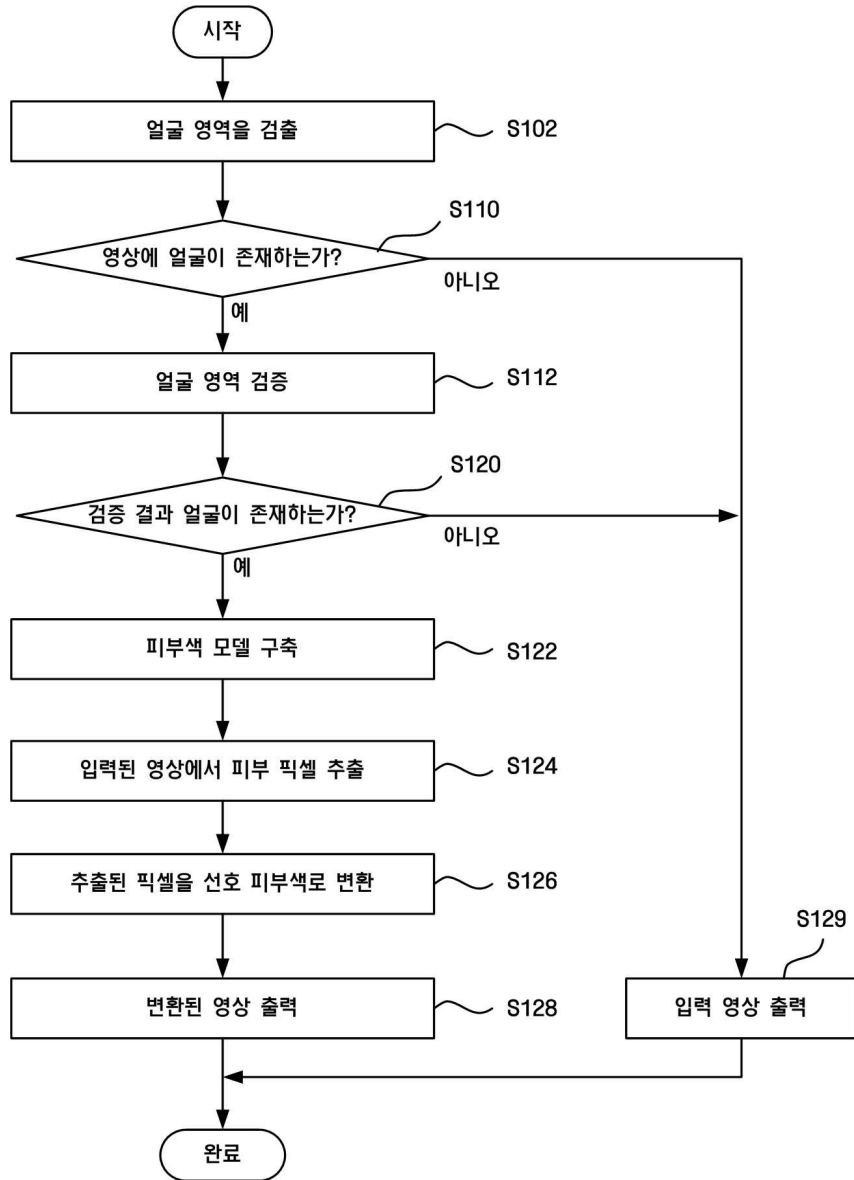 시작
얼굴 영역을 검출
S102
S110
영상에 얼굴이 존재하는가?
아니오
예
얼굴 영역 검증
S112
S120
검증 결과 얼굴이 존재하는가?
아니오
예
피부색 모델 구축
S122
입력된 영상에서 피부 픽셀 추출
S124
추출된 픽셀을 선호 피부색로 변환
S126
S129
변환된 영상 출력
S128
입력 영상 출력
완료